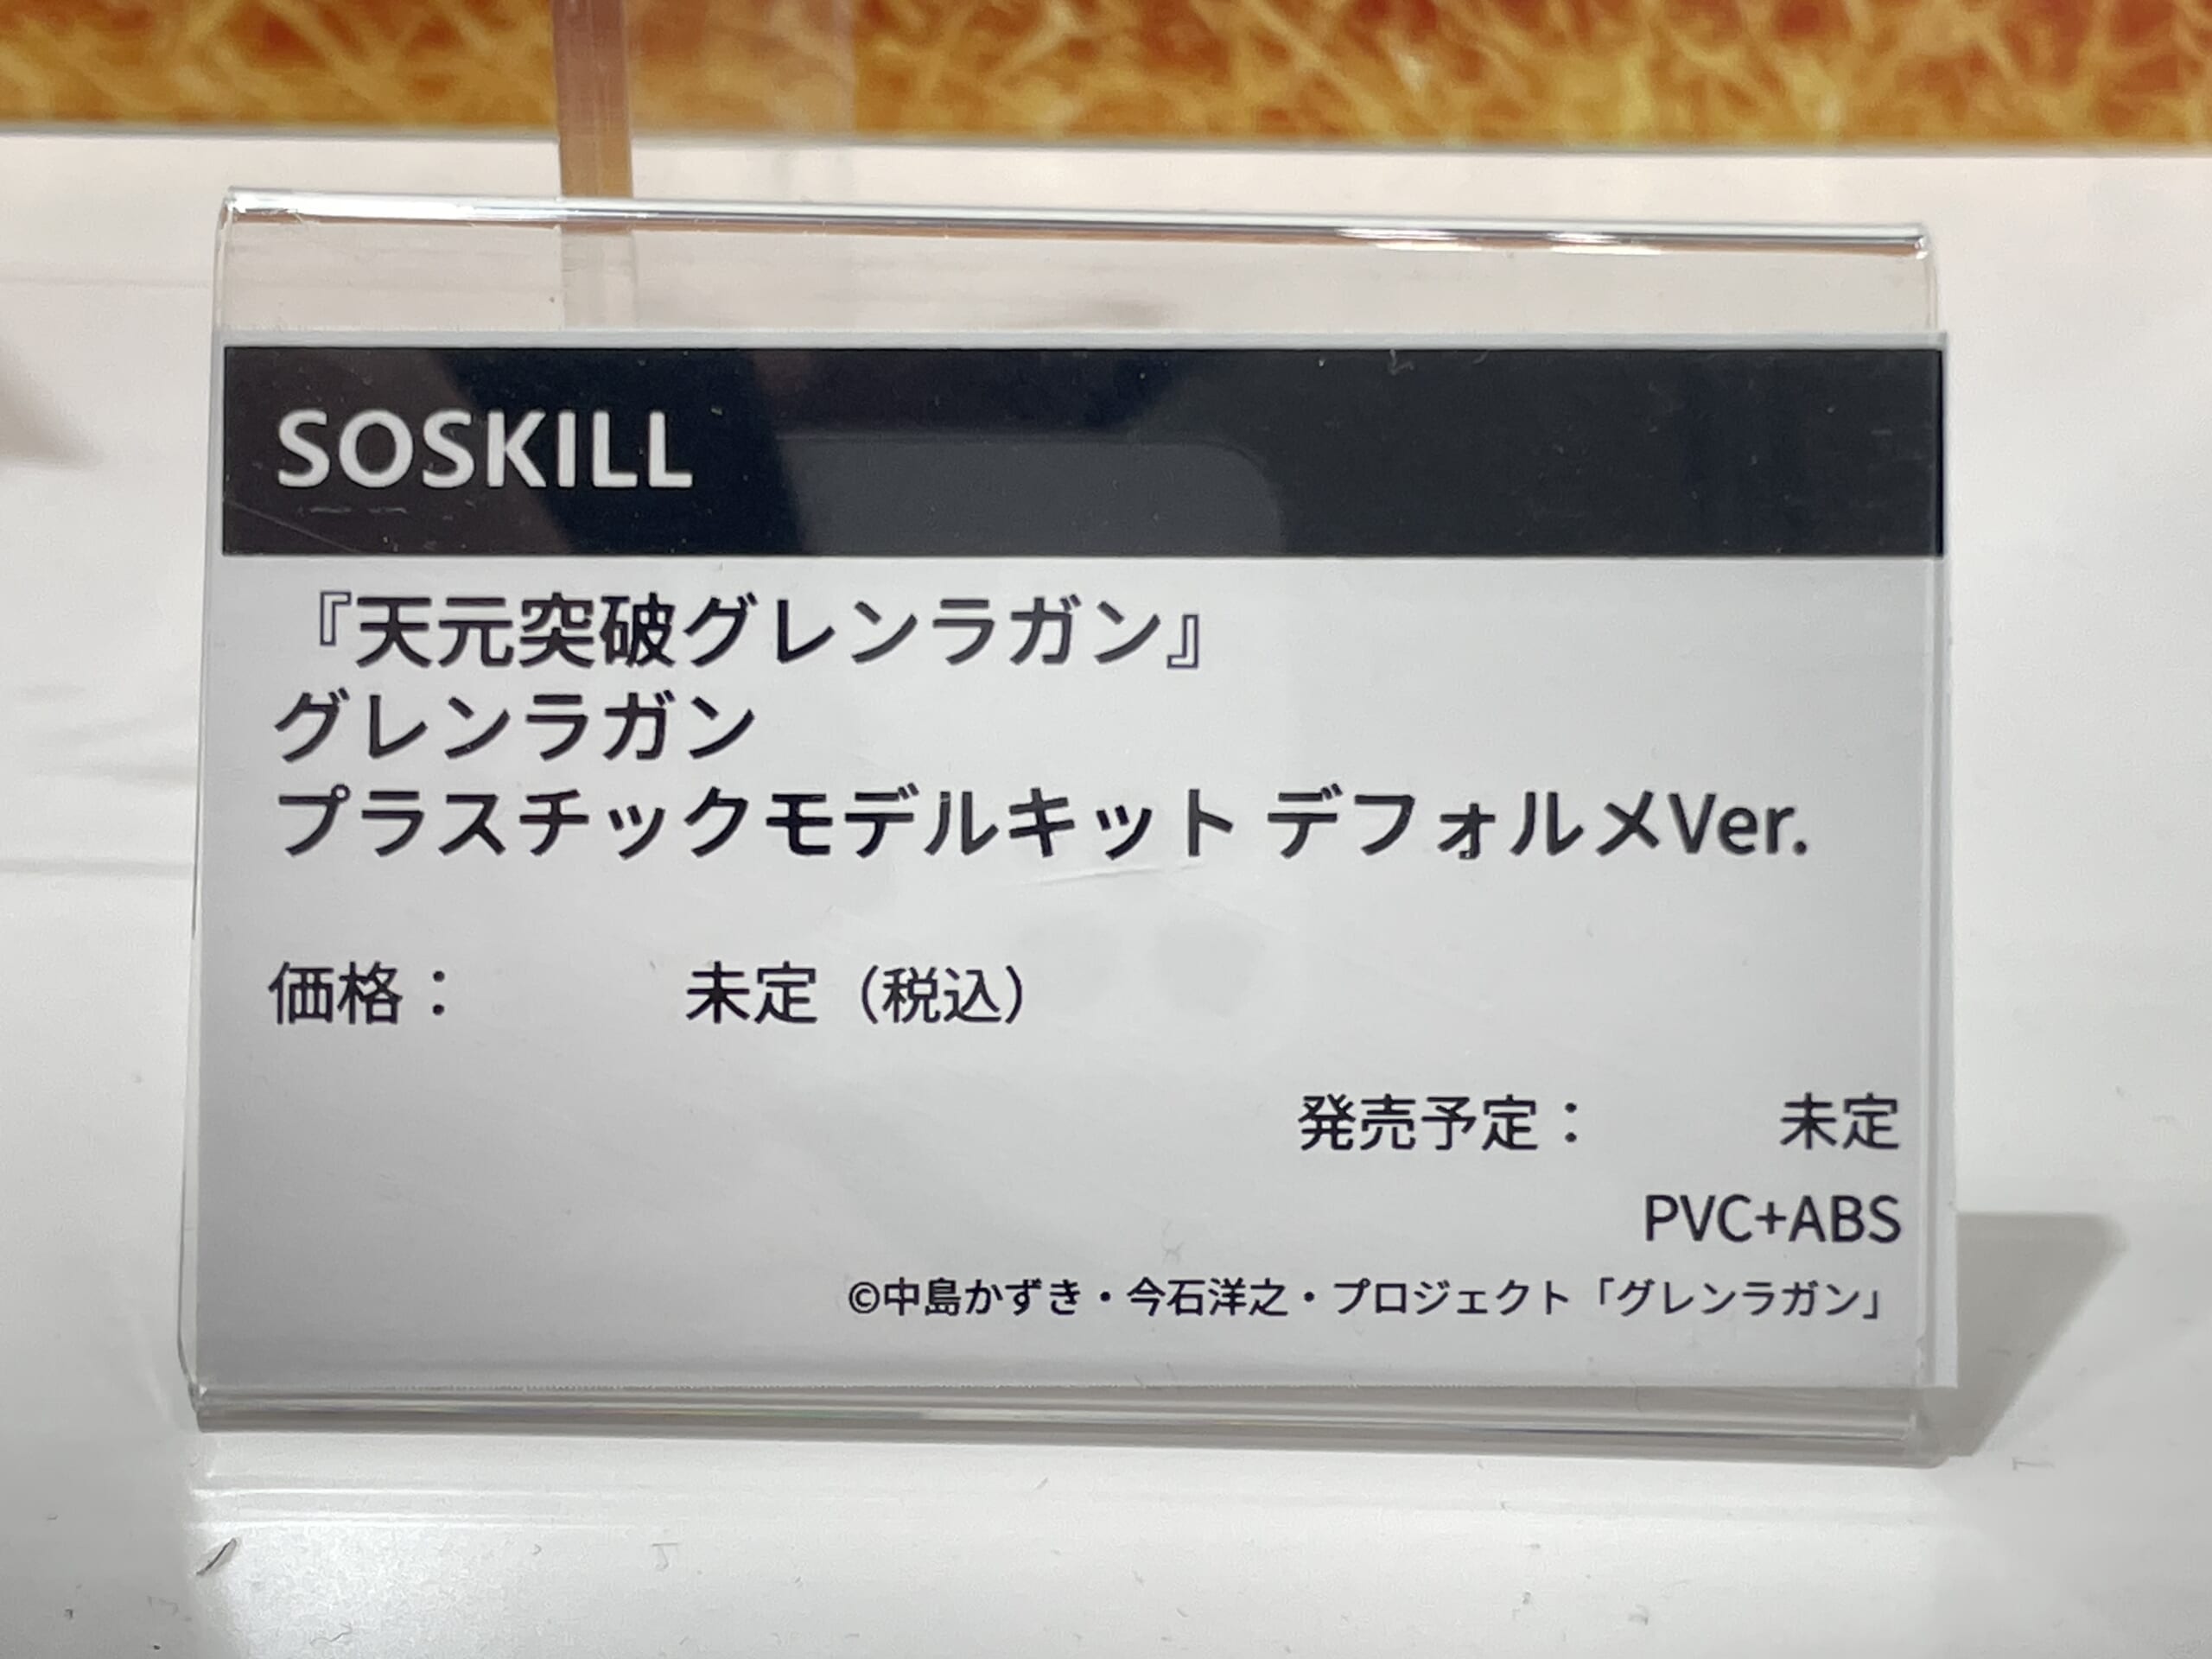 SOSKILL
『天元突破グレンラガン』
グレンラガン
プラスチックモデルキット デフォルメVer.
価格： 未定（税込）
発売予定： 未定
PVC+ABS
©中島かずき・今石洋之・プロジェクト「グレンラガン」